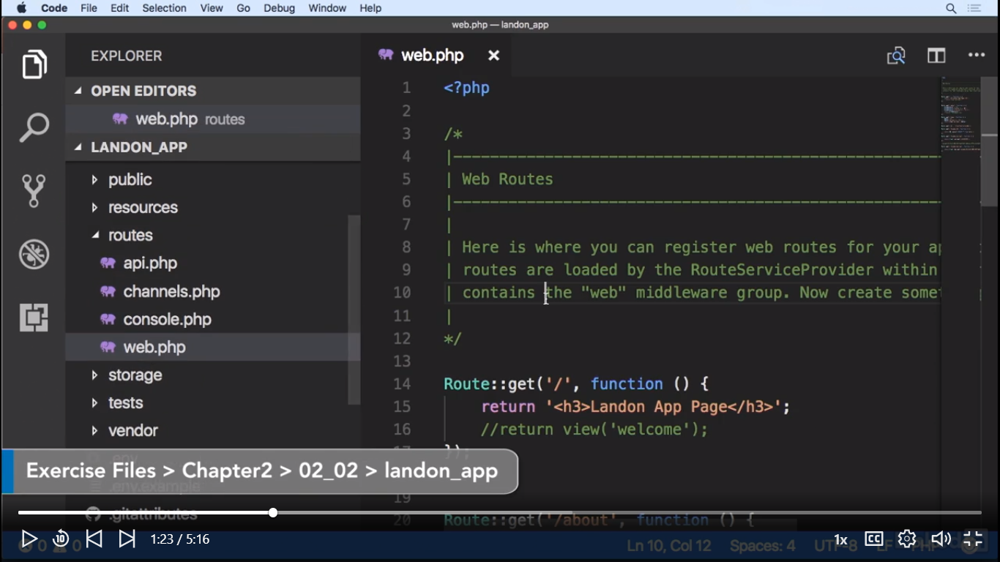 Code File Edit Selection View Go Debug Window Help
web.php — landon_app
EXPLORER
OPEN EDITORS
web.php routes
LANDON_APP
public
resources
routes
api.php
channels.php
console.php
web.php
storage
tests
vendor
.env
.env.example
.gitattributes
web.php
1 <?php
2
3 /*
4 |--------------------------------------------------------------------------
5 | Web Routes
6 |--------------------------------------------------------------------------
7 |
8 | Here is where you can register web routes for your
9 | routes are loaded by the RouteServiceProvider within
10 | contains the "web" middleware group. Now create
11 |
12 */
13
14 Route::get('/', function () {
15 return '<h3>Landon App Page</h3>';
16 //return view('welcome');
17 });
19
20 Route::get('/about', function () {
Exercise Files > Chapter2 > 02_02 > landon_app
0 0 Ln 10, Col 12 Spaces: 4 UTF-8 LF PHP
10 1:23 / 5:16 1x CC